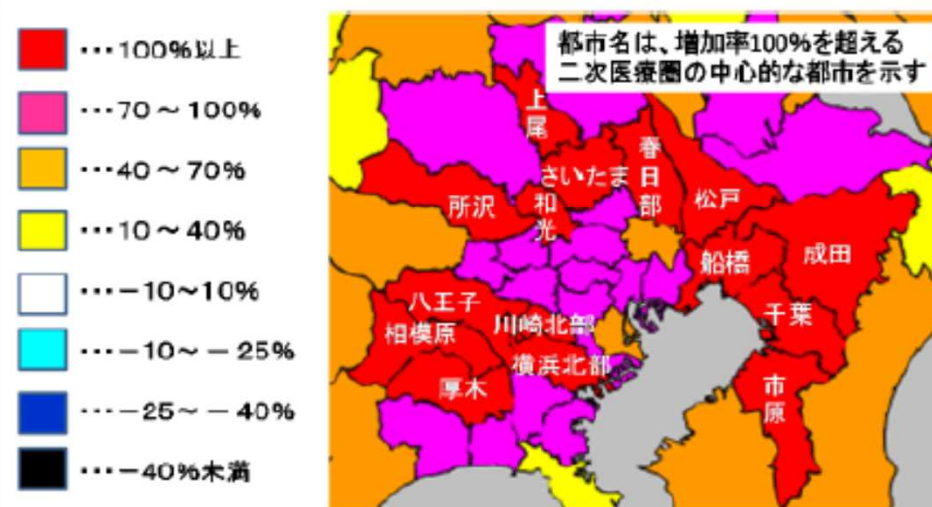 …100%以上
…70～100%
…40～70%
…10～40%
…－10～10%
…－10～－25%
…－25～－40%
…－40%未満
都市名は、増加率100%を超える
二次医療圏の中心的な都市を示す
上尾
春日部
さいたま
和光
所沢
松戸
船橋
成田
八王子
相模原
川崎北部
千葉
横浜北部
厚木
市原